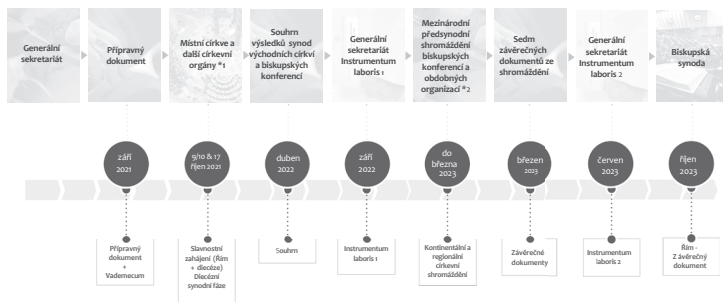 Generální
sekretariát
Přípravný
dokument
Místní církve a
další církevní
orgány *1
Souhrn
výsledků synod
východních církví
a biskupských
konferencí
Generální
sekretariát
Instrumentum
laboris 1
Mezinárodní
předsynodní
shromáždění
biskupských
konferencí a
obdobných
organizací *2
Sedm
závěrečných
dokumentů ze
shromáždění
Generální
sekretariát
Instrumentum
laboris 2
Biskupská
synoda
září
2021
9/10 & 17
říjen 2021
duben
2022
září
2022
do
března
2023
březen
2023
červen
2023
říjen
2023
Přípravný
dokument
+
Vademecum
Slavnostní
zahájení (Řím
+ diecéze)
Diecézní
synodní fáze
Souhrn
Instrumentum
laboris 1
Kontinentální a
regionální
církevní
shromáždění
Závěrečné
dokumenty
Instrumentum
laboris 2
Řím -
Z ávěrečný
dokument